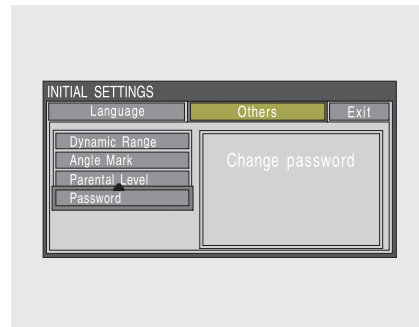 INITIAL SETTINGS
Language Others Exit
Dynamic Range
Angle Mark
Parental Level
Password
Change password